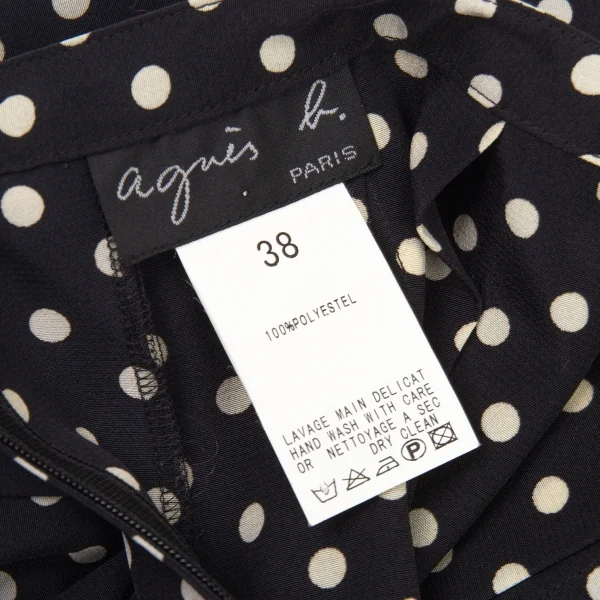 agnès b.
PARIS
38
100%POLYESTEL
LAVAGE MAIN DELICAT
HAND WASH WITH CARE
OR NETTOYAGE A SEC
DRY CLEAN
P